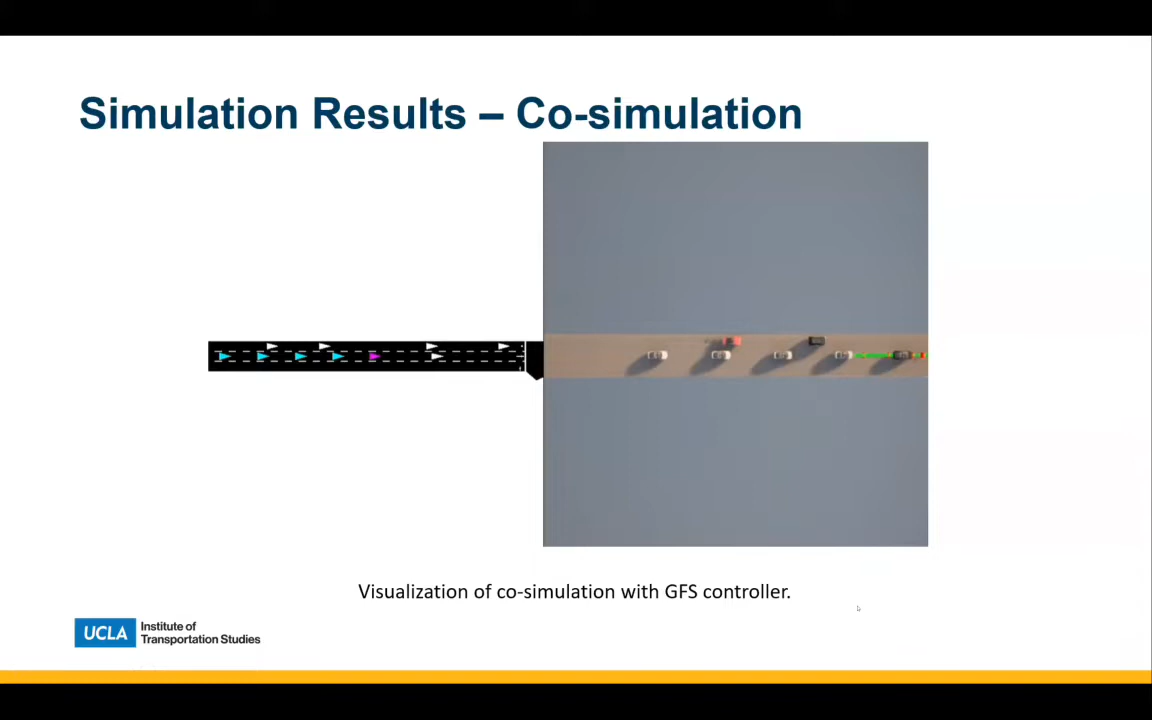 Simulation Results – Co-simulation
Visualization of co-simulation with GFS controller.
UCLA
Institute of
Transportation Studies